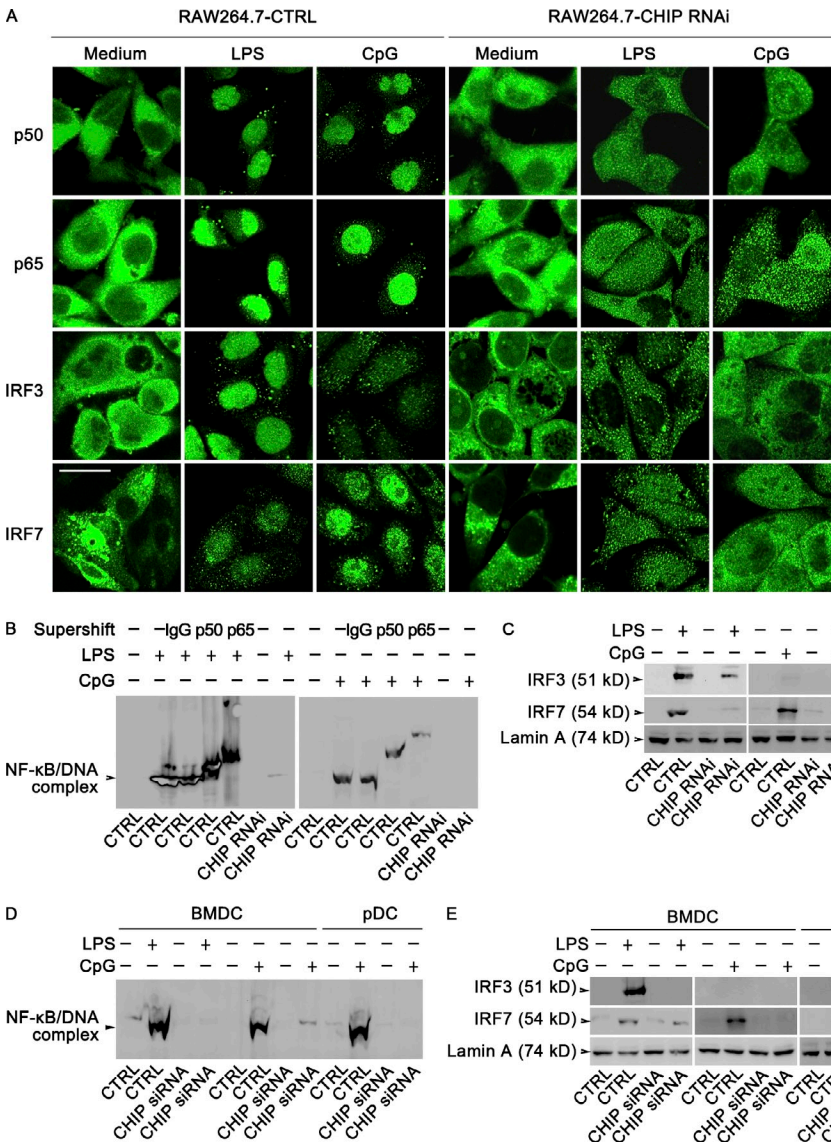 A
RAW264.7-CTRL RAW264.7-CHIP RNAi
Medium LPS CpG Medium LPS CpG
p50
p65
IRF3
IRF7
B
Supershift – – IgG p50 p65 – – – – IgG p50 p65 – –
LPS – + + + + – +
CpG – + + + + – +
NF-κB/DNA
complex
CTRL CTRL CTRL CTRL CTRL CHIP RNAi CHIP RNAi CTRL CTRL CTRL CTRL CTRL CHIP RNAi CHIP RNAi
C
LPS – + – + – – –
CpG – – – – – + –
IRF3 (51 kD)
IRF7 (54 kD)
Lamin A (74 kD)
CTRL CTRL CHIP RNAi CHIP RNAi CTRL CTRL CHIP RNAi CHIP RN
D
BMDC pDC
LPS – + – + – – – – – – – –
CpG – – – – – + – + – + – +
NF-κB/DNA
complex
CTRL CTRL CHIP siRNA CHIP siRNA CTRL CTRL CHIP siRNA CHIP siRNA CTRL CTRL CHIP siRNA CHIP siRNA
E
BMDC
LPS – + – + – – – – –
CpG – – – – – + – + –
IRF3 (51 kD)
IRF7 (54 kD)
Lamin A (74 kD)
CTRL CTRL CHIP siRNA CHIP siRNA CTRL CTRL CHIP siRNA CHIP siRNA CTRL